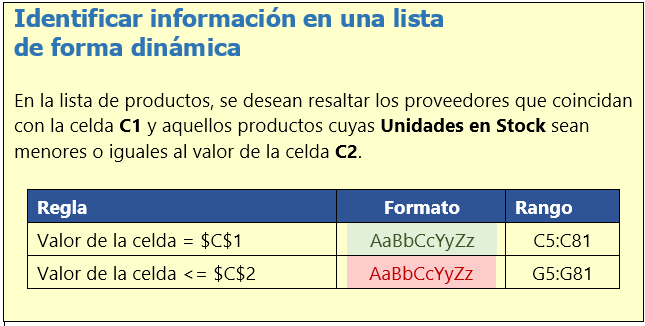 Identificar información en una lista
de forma dinámica
En la lista de productos, se desean resaltar los proveedores que coincidan
con la celda C1 y aquellos productos cuyas Unidades en Stock sean
menores o iguales al valor de la celda C2.
Regla Formato Rango
Valor de la celda = $C$1 AaBbCcYyZz C5:C81
Valor de la celda <= $C$2 AaBbCcYyZz G5:G81